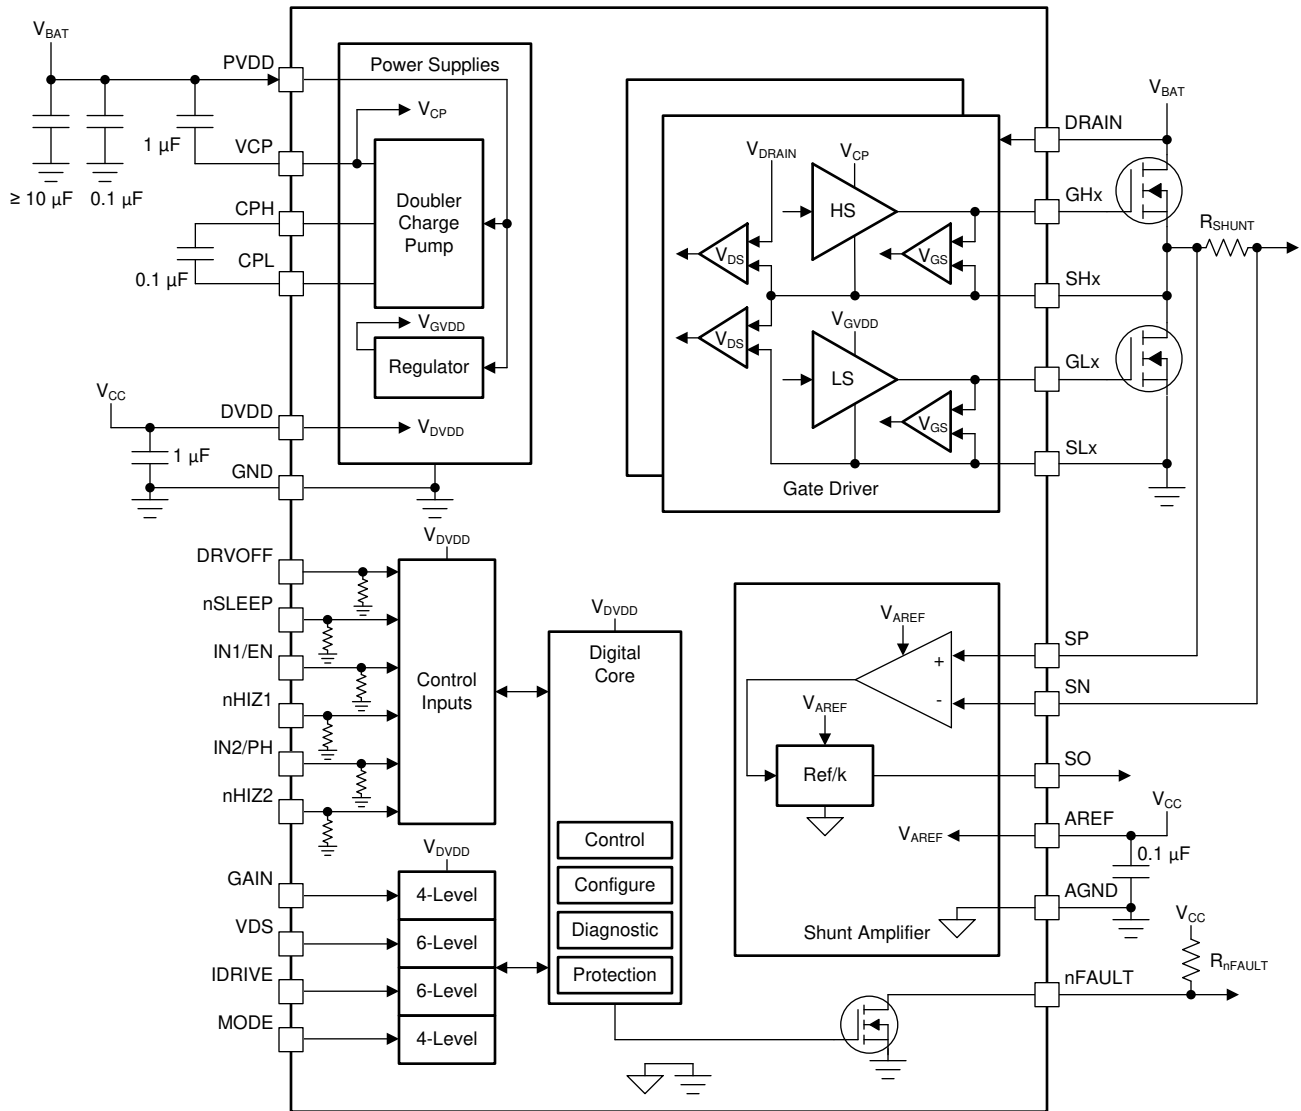 VBAT
PVDD
≥ 10 µF
0.1 µF
1 µF
VCP
CPH
0.1 µF
CPL
Power Supplies
VCP
Doubler
Charge
Pump
VGVDD
Regulator
VCC
DVDD
VDVDD
1 µF
GND
VDRAIN
VCP
HS
VDS
VGS
VDS
VGVDD
LS
VGS
Gate Driver
VBAT
DRAIN
GHx
RSHUNT
SHx
GLx
SLx
DRVOFF
nSLEEP
IN1/EN
nHIZ1
IN2/PH
nHIZ2
VDVDD
Control
Inputs
GAIN
VDS
IDRIVE
MODE
VDVDD
4-Level
6-Level
6-Level
4-Level
VDVDD
Digital
Core
Control
Configure
Diagnostic
Protection
VAREF
+
-
VAREF
Ref/k
VAREF
Shunt Amplifier
SP
SN
SO
VCC
AREF
0.1 µF
AGND
VCC
RnFAULT
nFAULT